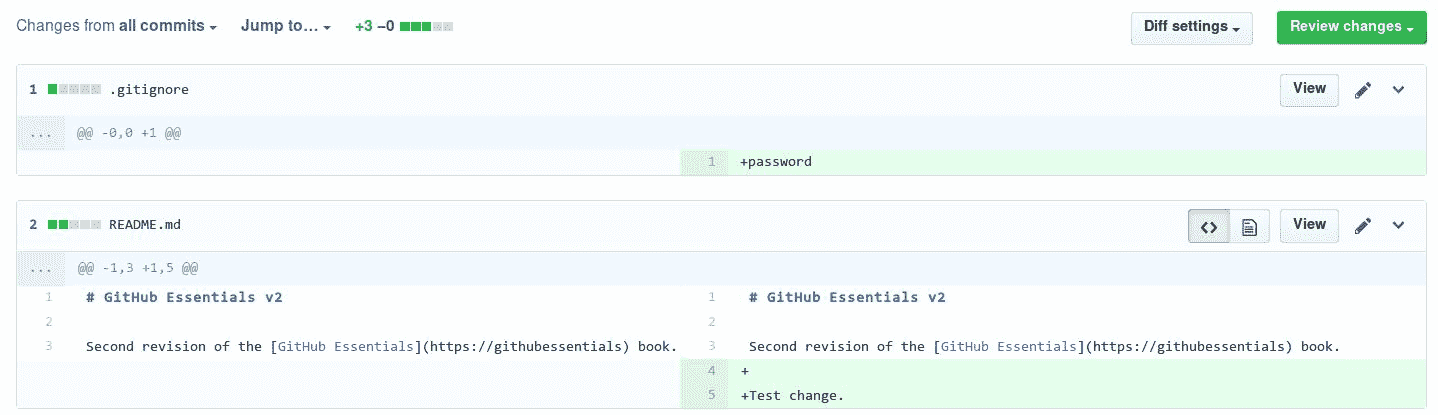 Changes from all commits Jump to... +3 −0 Diff settings Review changes
1 .gitignore View
... @@ -0,0 +1 @@
1 +password
2 README.md <> View
... @@ -1,3 +1,5 @@
1 # GitHub Essentials v2 1 # GitHub Essentials v2
2 2
3 Second revision of the [GitHub Essentials](https://githubessentials) book. 3 Second revision of the [GitHub Essentials](https://githubessentials) book.
4 +
5 +Test change.